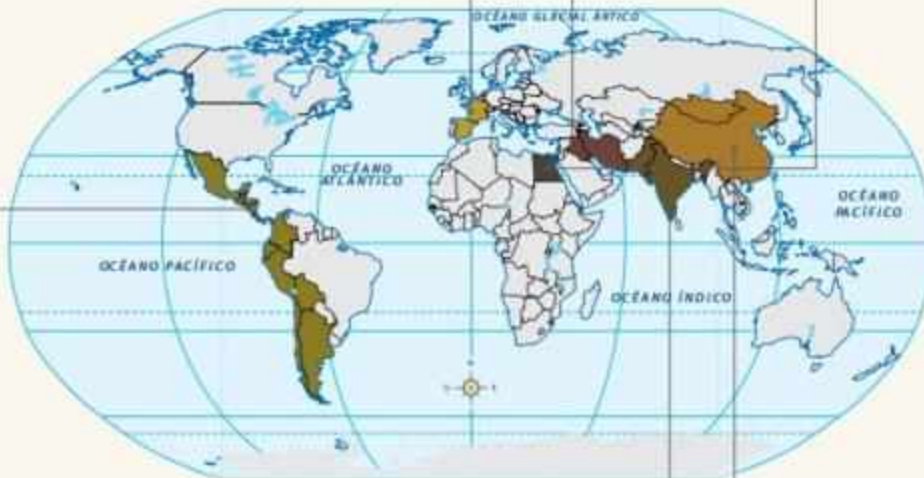 OCÉANO GLACIAL ÁRTICO
OCÉANO
ATLÁNTICO
OCÉANO
PACÍFICO
OCÉANO PACÍFICO
OCÉANO ÍNDICO